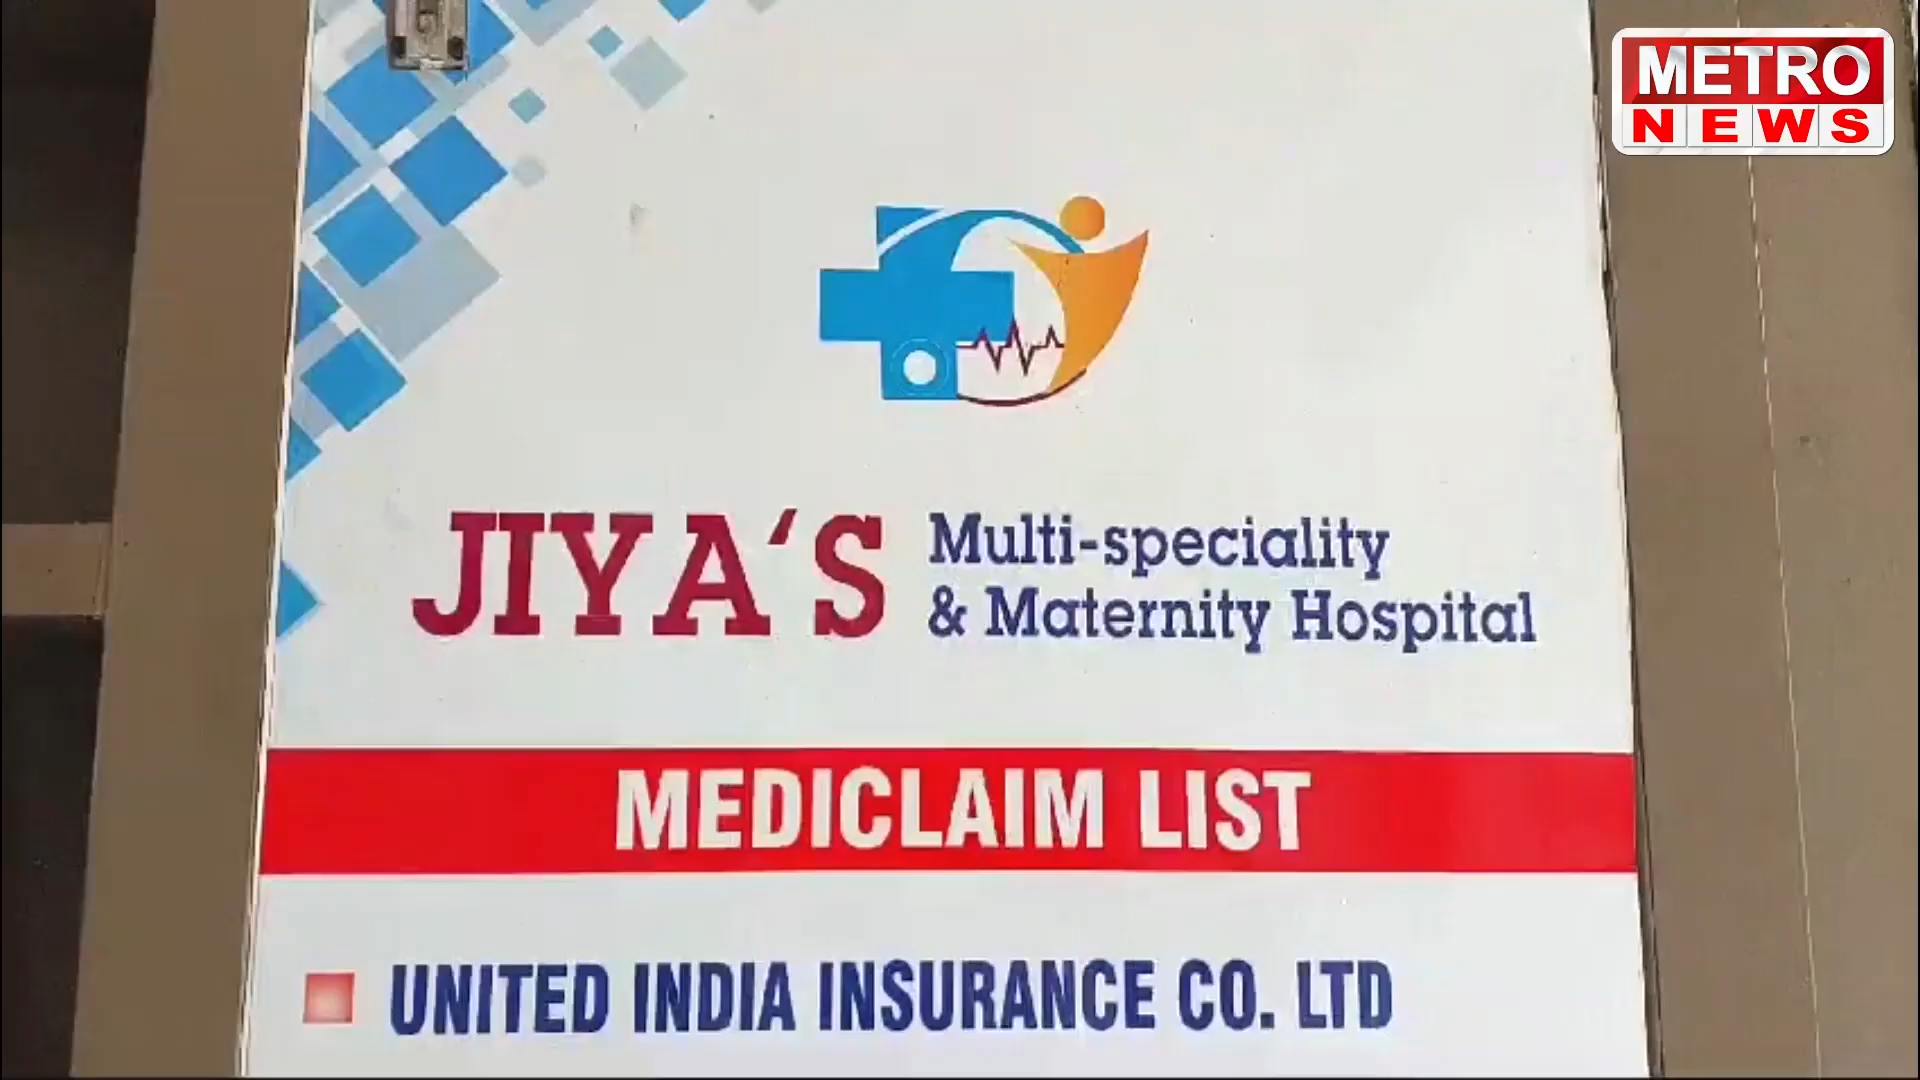 METRO
NEWS
JIYA'S
Multi-speciality
& Maternity Hospital
MEDICLAIM LIST
UNITED INDIA INSURANCE CO. LTD